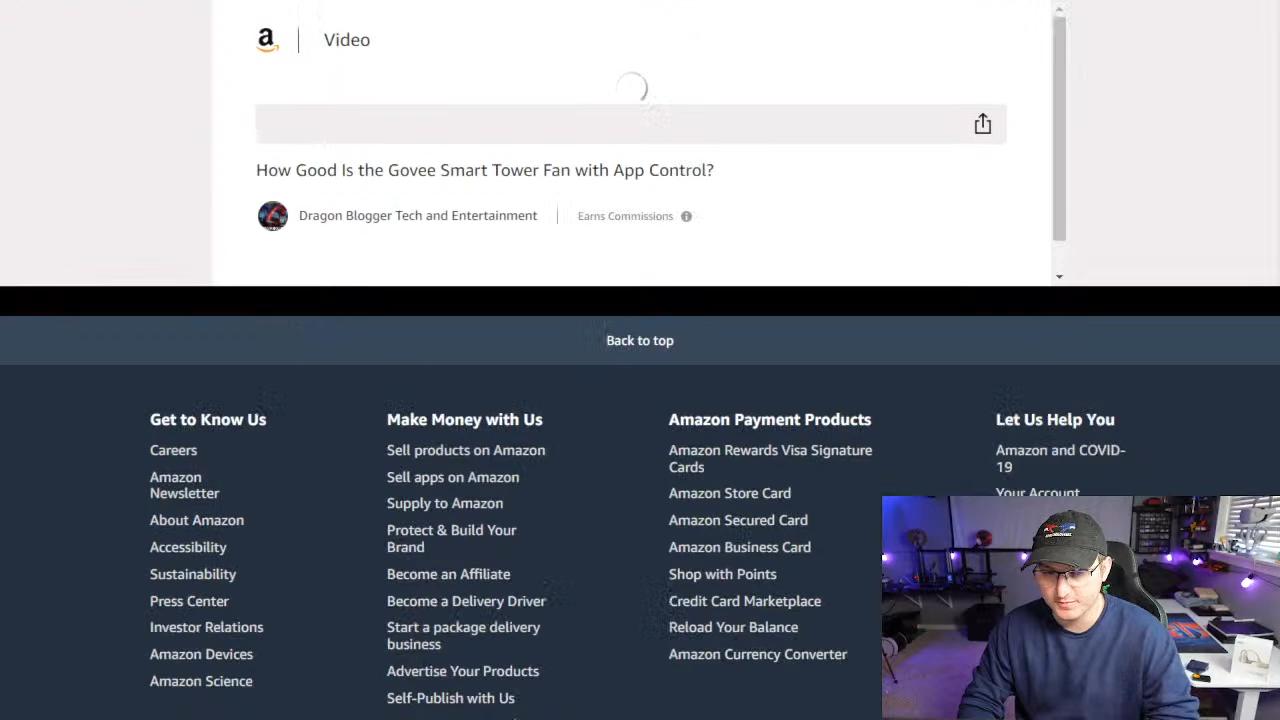 a
Video
How Good Is the Govee Smart Tower Fan with App Control?
Dragon Blogger Tech and Entertainment
Earns Commissions
Back to top
Get to Know Us
Careers
Amazon
Newsletter
About Amazon
Accessibility
Sustainability
Press Center
Investor Relations
Amazon Devices
Amazon Science
Make Money with Us
Sell products on Amazon
Sell apps on Amazon
Supply to Amazon
Protect & Build Your
Brand
Become an Affiliate
Become a Delivery Driver
Start a package delivery
business
Advertise Your Products
Self-Publish with Us
Amazon Payment Products
Amazon Rewards Visa Signature
Cards
Amazon Store Card
Amazon Secured Card
Amazon Business Card
Shop with Points
Credit Card Marketplace
Reload Your Balance
Amazon Currency Converter
Let Us Help You
Amazon and COVID-
19
Your Account